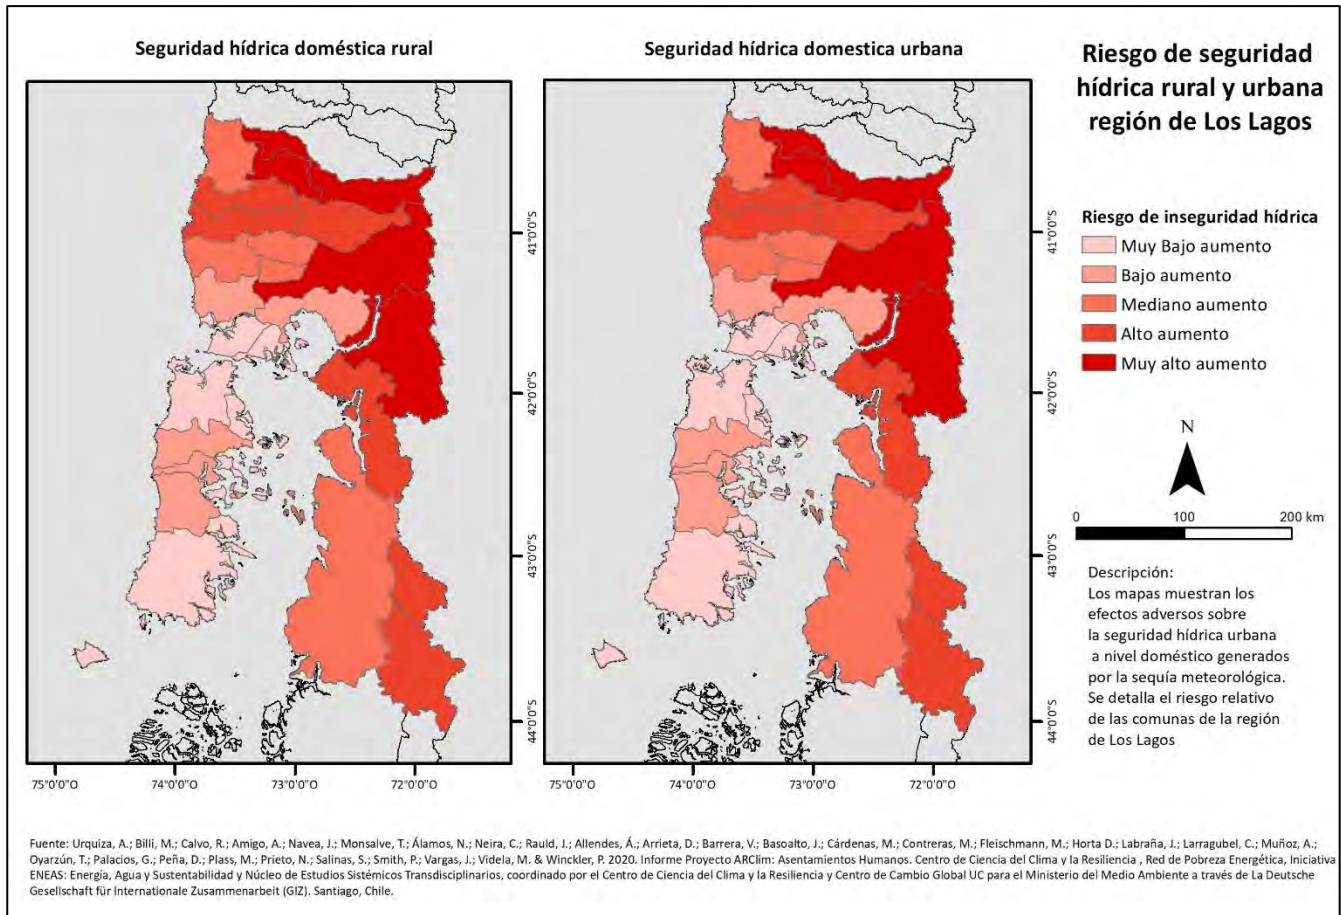 Seguridad hídrica doméstica rural
Seguridad hídrica domestica urbana
Riesgo de seguridad
hídrica rural y urbana
región de Los Lagos
41°0'0"S
42°0'0"S
43°0'0"S
44°0'0"S
75°0'0"O
74°0'0"O
73°0'0"O
72°0'0"O
41°0'0"S
42°0'0"S
43°0'0"S
44°0'0"S
75°0'0"O
74°0'0"O
73°0'0"O
72°0'0"O
Riesgo de inseguridad hídrica
Muy Bajo aumento
Bajo aumento
Mediano aumento
Alto aumento
Muy alto aumento
N
0 100 200 km
Descripción:
Los mapas muestran los
efectos adversos sobre
la seguridad hídrica urbana
a nivel doméstico generados
por la sequía meteorológica.
Se detalla el riesgo relativo
de las comunas de la región
de Los Lagos
Fuente: Urquiza, A.; Billi, M.; Calvo, R.; Amigo, A.; Navea, J.; Monsalve, T.; Álamos, N.; Neira, C.; Rauld, J.; Allendes, Á.; Arrieta, D.; Barrera, V.; Basoalto, J.; Cárdenas, M.; Contreras, M.; Fleischmann, M.; Horta D.; Labraña, J.; Larragubel, C.; Muñoz, A.;
Oyarzún, T.; Palacios, G.; Peña, D.; Plass, M.; Prieto, N.; Salinas, S.; Smith, P.; Vargas, J.; Videla, M. & Winckler, P. 2020. Informe Proyecto ARClim: Asentamientos Humanos. Centro de Ciencia del Clima y la Resiliencia , Red de Pobreza Energética, Iniciativa
ENEAS: Energía, Agua y Sustentabilidad y Núcleo de Estudios Sistémicos Transdisciplinarios, coordinado por el Centro de Ciencia del Clima y la Resiliencia y Centro de Cambio Global UC para el Ministerio del Medio Ambiente a través de La Deutsche
Gesellschaft für Internationale Zusammenarbeit (GIZ). Santiago, Chile.